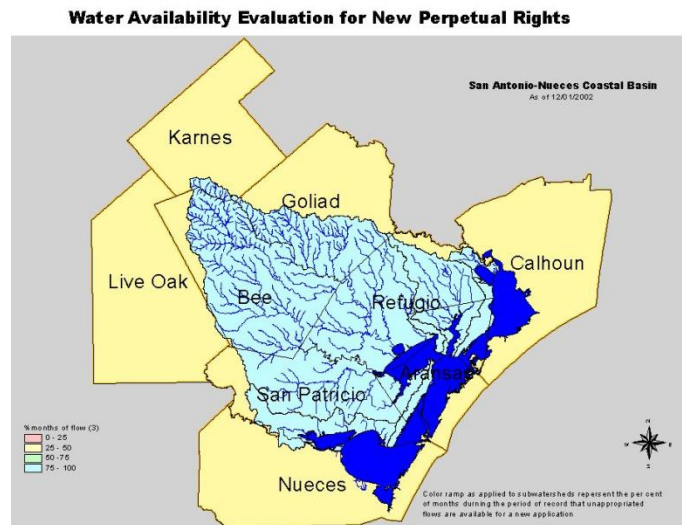 Water Availability Evaluation for New Perpetual Rights
San Antonio-Nueces Coastal Basin
As of 12/01/2002
Karnes
Goliad
Calhoun
Live Oak
Bee
Refugio
Aransas
San Patricio
Nueces
% months of flow (3)
0 - 25
25 - 50
50 -75
75 - 100
N
W
E
S
Color ramp as applied to subwatersheds repersent the per cent
of months durning the period of record that unappropriated
flows are available for a new application